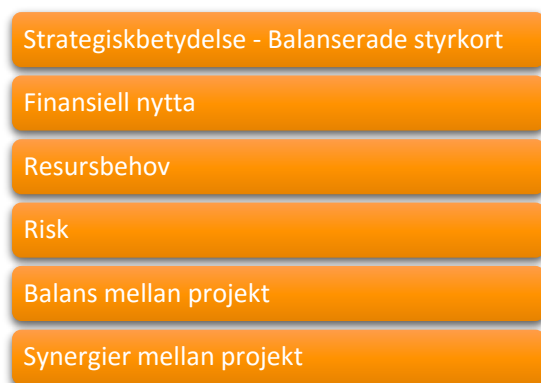 Strategiskbetydelse - Balanserade styrkort
Finansiell nytta
Resursbehov
Risk
Balans mellan projekt
Synergier mellan projekt